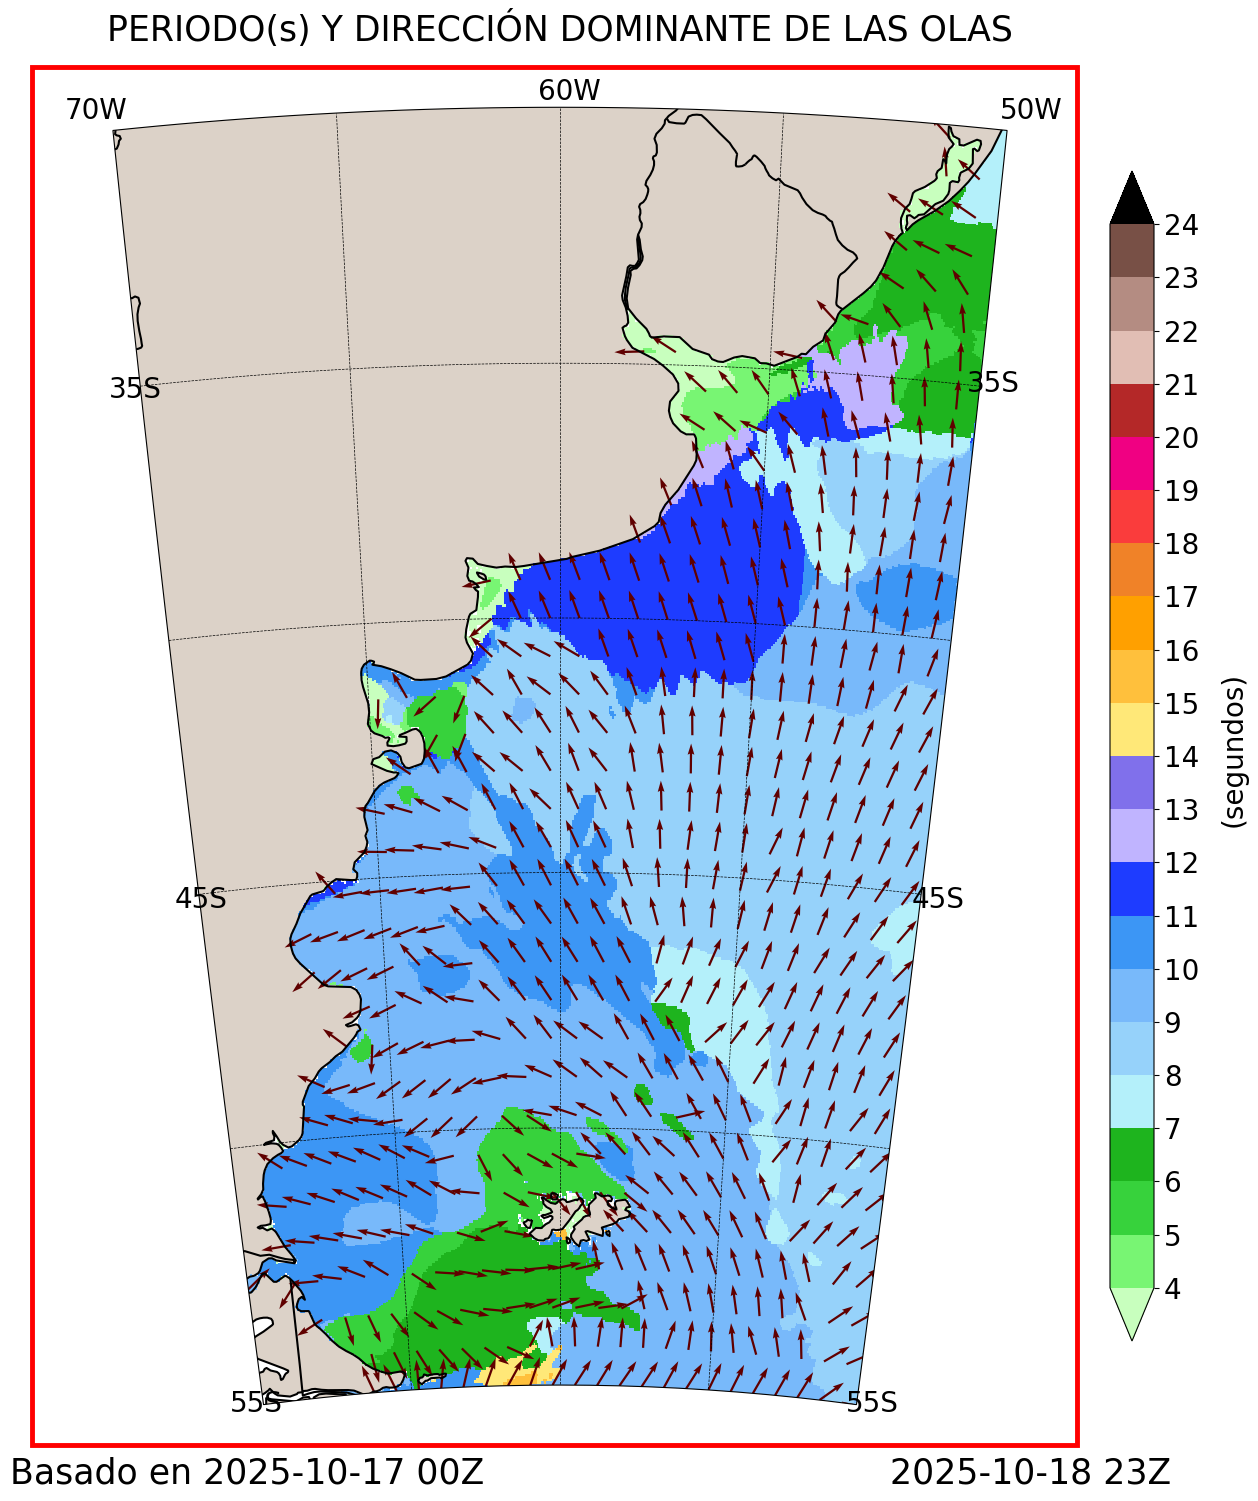 PERIODO(s) Y DIRECCIÓN DOMINANTE DE LAS OLAS
70W
60W
50W
35S
35S
45S
45S
55S
55S
24
23
22
21
20
19
18
17
16
15
14
13
12
11
10
9
8
7
6
5
4
(segundos)
Basado en 2025-10-17 00Z
2025-10-18 23Z